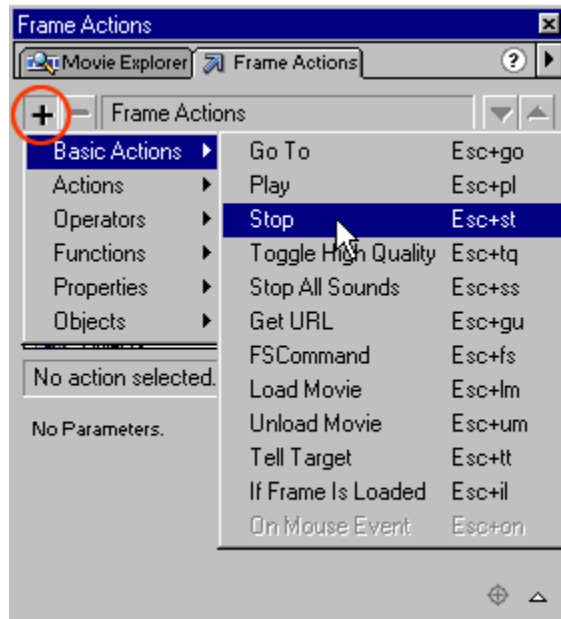 Frame Actions
Movie Explorer Frame Actions ?
+ − Frame Actions
Basic Actions
Actions
Operators
Functions
Properties
Objects
Go To Esc+go
Play Esc+pl
Stop Esc+st
Toggle High Quality Esc+tq
Stop All Sounds Esc+ss
Get URL Esc+gu
FSCommand Esc+fs
Load Movie Esc+lm
Unload Movie Esc+um
Tell Target Esc+tt
If Frame Is Loaded Esc+il
On Mouse Event Esc+on
No action selected.
No Parameters.